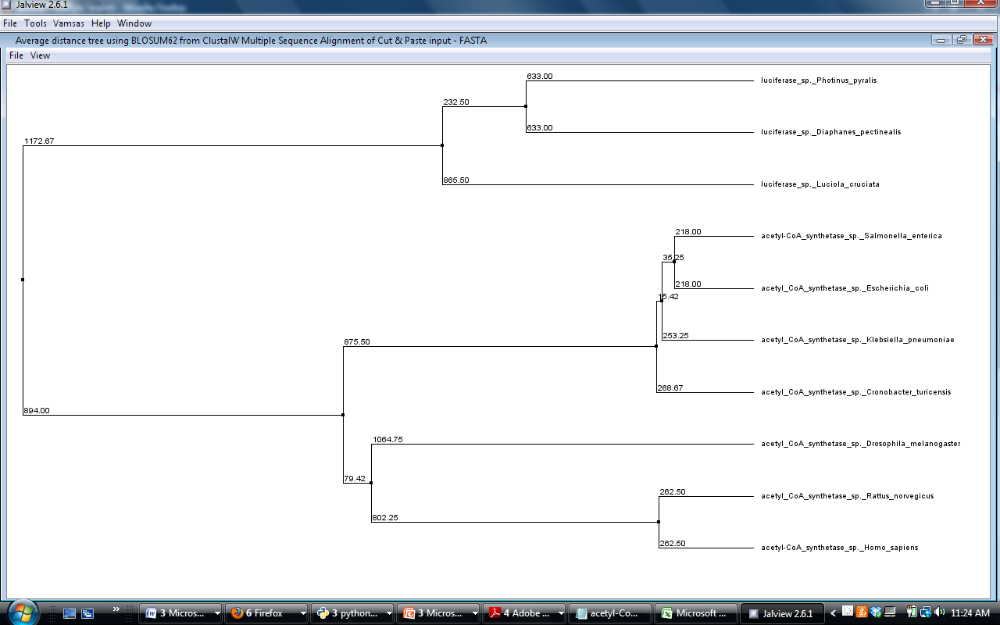 Jalview 2.6.1
File Tools Vamsas Help Window
Average distance tree using BLOSUM62 from ClustalW Multiple Sequence Alignment of Cut & Paste input - FASTA
File View
633.00
luciferase_sp._Photinus_pyralis
232.50
633.00
luciferase_sp._Diaphanes_pectinealis
1172.67
865.50
luciferase_sp._Luciola_cruciata
218.00
acetyl-CoA_synthetase_sp._Salmonella_enterica
35.25
218.00
acetyl_CoA_synthetase_sp._Escherichia_coli
15.42
253.25
acetyl_CoA_synthetase_sp._Klebsiella_pneumoniae
875.50
268.67
acetyl_CoA_synthetase_sp._Cronobacter_turicensis
894.00
1064.75
acetyl_CoA_synthetase_sp._Drosophila_melanogaster
79.42
262.50
acetyl_CoA_synthetase_sp._Rattus_norvegicus
802.25
262.50
acetyl-CoA_synthetase_sp._Homo_sapiens
3 Micros... 6 Firefox 3 python... 3 Micros... 4 Adobe ... acetyl-Co... Microsoft ... Jalview 2.6.1 11:24 AM